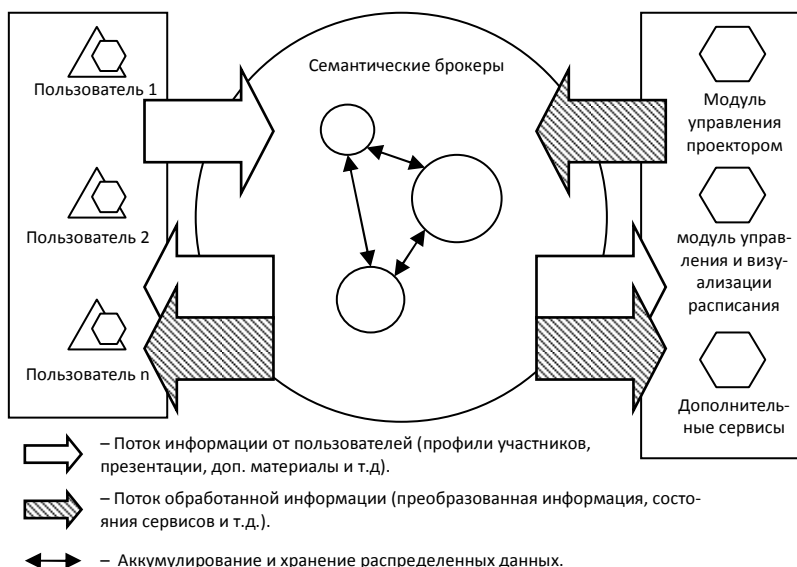 Семантические брокеры
Пользователь 1
Пользователь 2
Пользователь n
Модуль
управления
проектором
модуль управ-
ления и визу-
ализации
расписания
Дополнитель-
ные сервисы
– Поток информации от пользователей (профили участников,
презентации, доп. материалы и т.д).
– Поток обработанной информации (преобразованная информация, состо-
яния сервисов и т.д.).
– Аккумулирование и хранение распределенных данных.